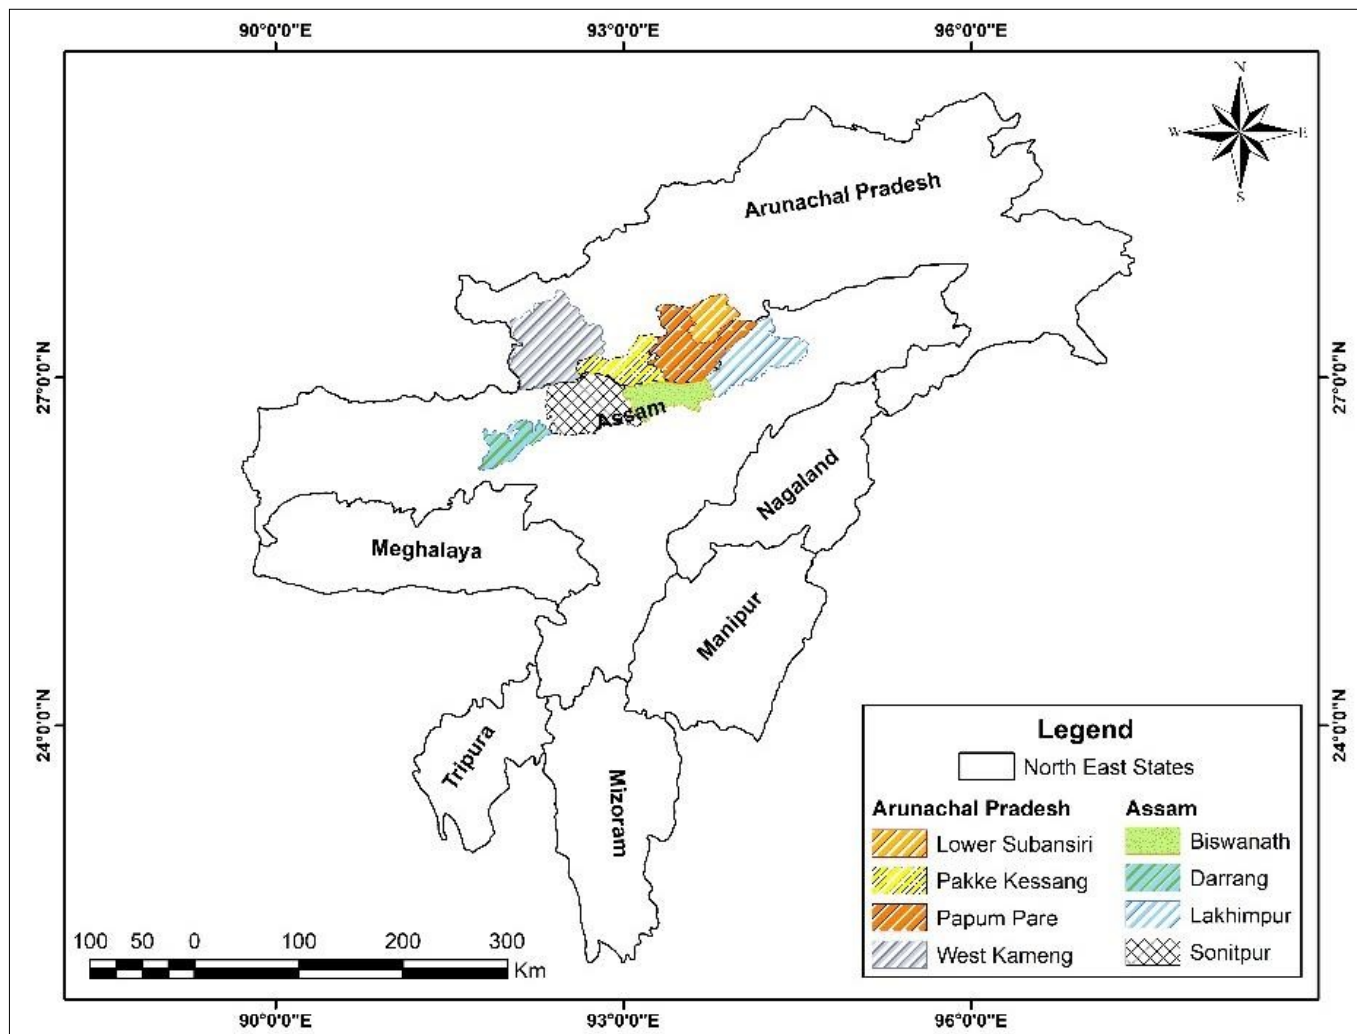 90°0'0"E 93°0'0"E 96°0'0"E
N
W E
S
Arunachal Pradesh
27°0'0"N 27°0'0"N
Assam
Nagaland
Meghalaya
Manipur
24°0'0"N 24°0'0"N
Tripura
Mizoram
Legend
North East States
Arunachal Pradesh Assam
Lower Subansiri Biswanath
Pakke Kessang Darrang
Papum Pare Lakhimpur
West Kameng Sonitpur
100 50 0 100 200 300
Km
90°0'0"E 93°0'0"E 96°0'0"E